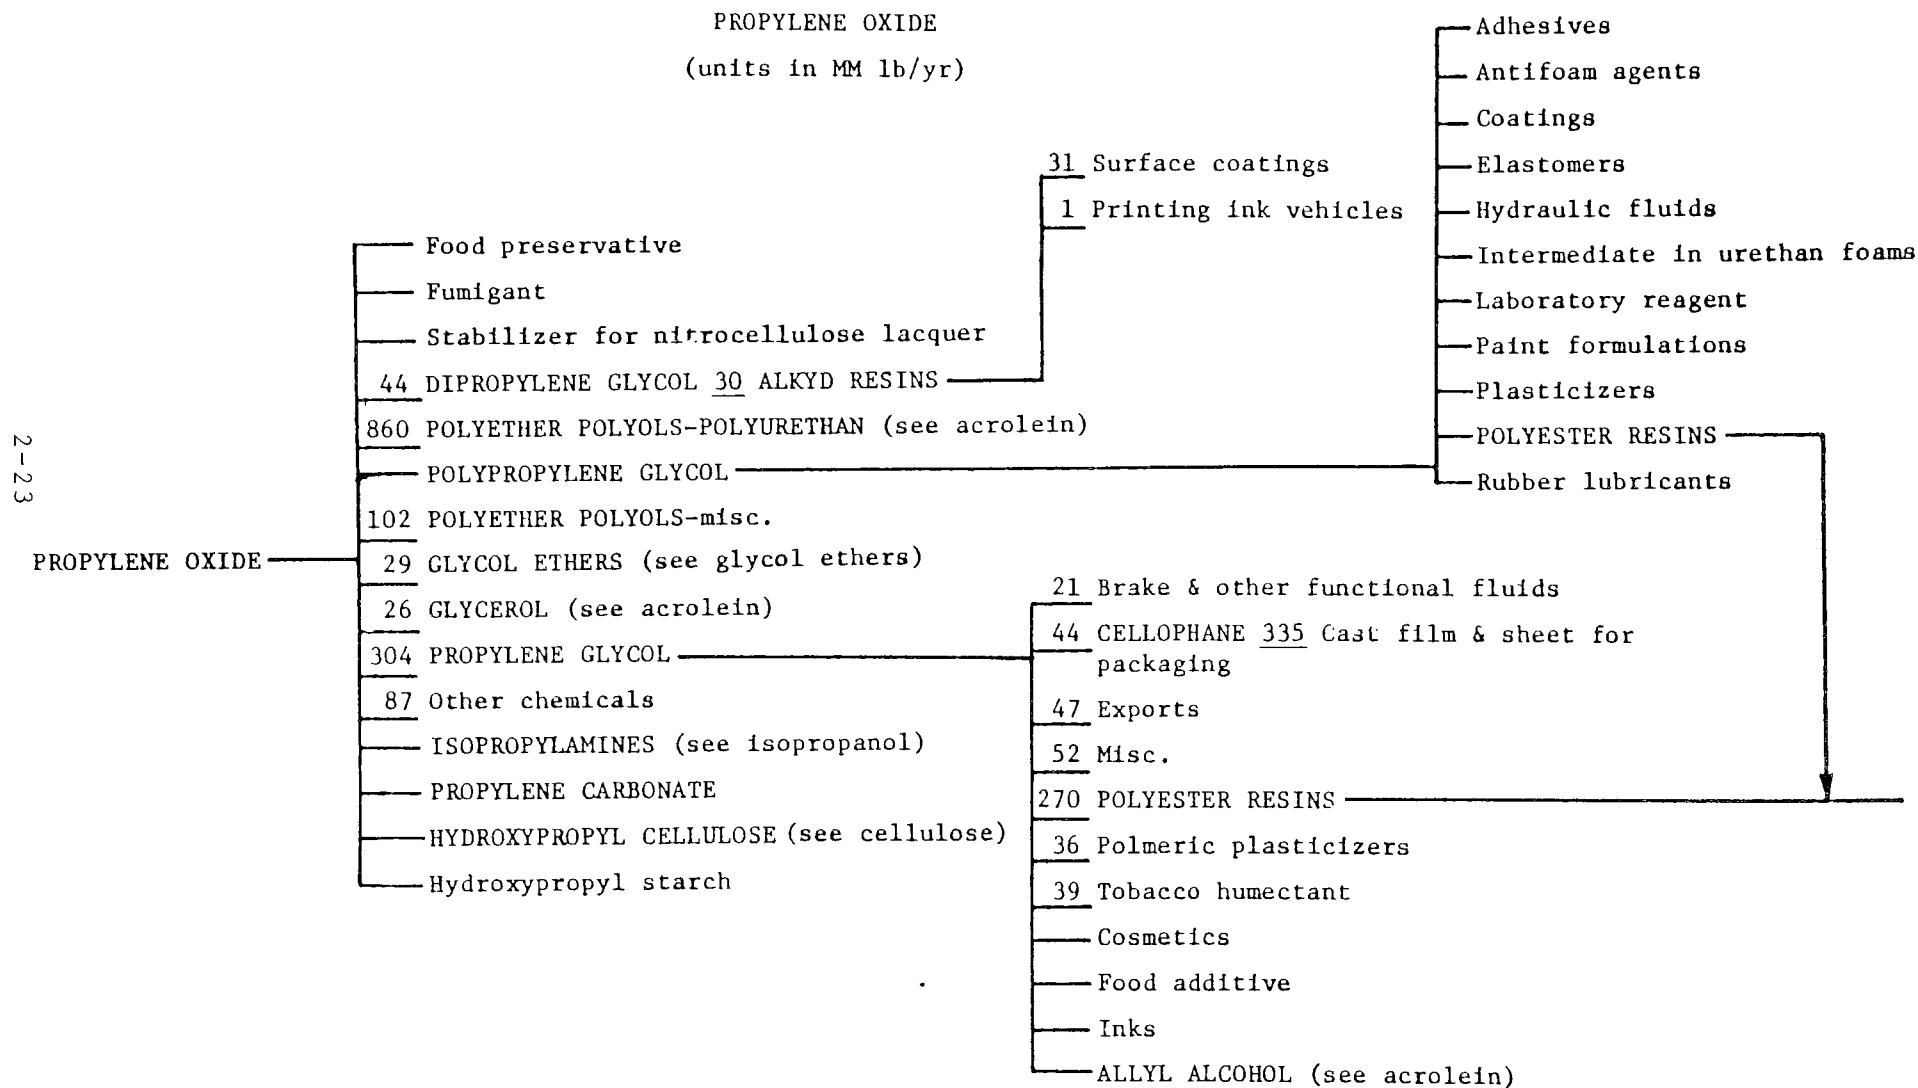 PROPYLENE OXIDE
(units in MM lb/yr)
2-23
PROPYLENE OXIDE
Food preservative
Fumigant
Stabilizer for nitrocellulose lacquer
44 DIPROPYLENE GLYCOL 30 ALKYD RESINS
860 POLYETHER POLYOLS-POLYURETHAN (see acrolein)
POLYPROPYLENE GLYCOL
102 POLYETHER POLYOLS-misc.
29 GLYCOL ETHERS (see glycol ethers)
26 GLYCEROL (see acrolein)
304 PROPYLENE GLYCOL
87 Other chemicals
ISOPROPYLAMINES (see isopropanol)
PROPYLENE CARBONATE
HYDROXYPROPYL CELLULOSE (see cellulose)
Hydroxypropyl starch
31 Surface coatings
1 Printing ink vehicles
21 Brake & other functional fluids
44 CELLOPHANE 335 Cast film & sheet for
packaging
47 Exports
52 Misc.
270 POLYESTER RESINS
36 Polmeric plasticizers
39 Tobacco humectant
Cosmetics
Food additive
Inks
ALLYL ALCOHOL (see acrolein)
Adhesives
Antifoam agents
Coatings
Elastomers
Hydraulic fluids
Intermediate in urethan foams
Laboratory reagent
Paint formulations
Plasticizers
POLYESTER RESINS
Rubber lubricants